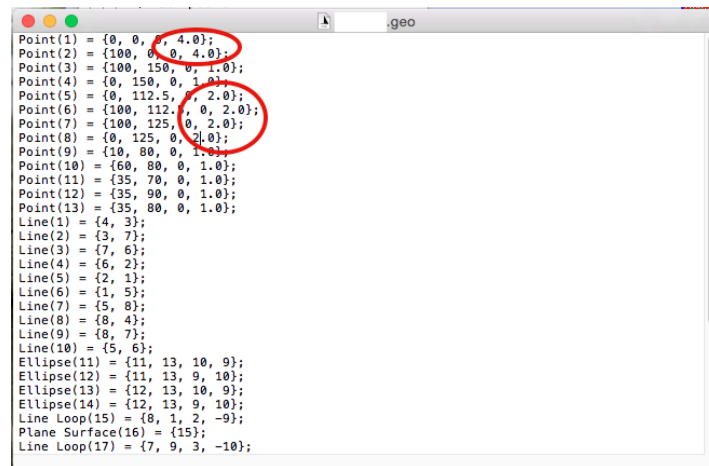 .geo
Point(1) = {0, 0, 0, 4.0};
Point(2) = {100, 0, 0, 4.0};
Point(3) = {100, 150, 0, 1.0};
Point(4) = {0, 150, 0, 1.0};
Point(5) = {0, 112.5, 0, 2.0};
Point(6) = {100, 112.5, 0, 2.0};
Point(7) = {100, 125, 0, 2.0};
Point(8) = {0, 125, 0, 2.0};
Point(9) = {10, 80, 0, 1.0};
Point(10) = {60, 80, 0, 1.0};
Point(11) = {35, 70, 0, 1.0};
Point(12) = {35, 90, 0, 1.0};
Point(13) = {35, 80, 0, 1.0};
Line(1) = {4, 3};
Line(2) = {3, 7};
Line(3) = {7, 6};
Line(4) = {6, 2};
Line(5) = {2, 1};
Line(6) = {1, 5};
Line(7) = {5, 8};
Line(8) = {8, 4};
Line(9) = {8, 7};
Line(10) = {5, 6};
Ellipse(11) = {11, 13, 10, 9};
Ellipse(12) = {11, 13, 9, 10};
Ellipse(13) = {12, 13, 10, 9};
Ellipse(14) = {12, 13, 9, 10};
Line Loop(15) = {8, 1, 2, -9};
Plane Surface(16) = {15};
Line Loop(17) = {7, 9, 3, -10};